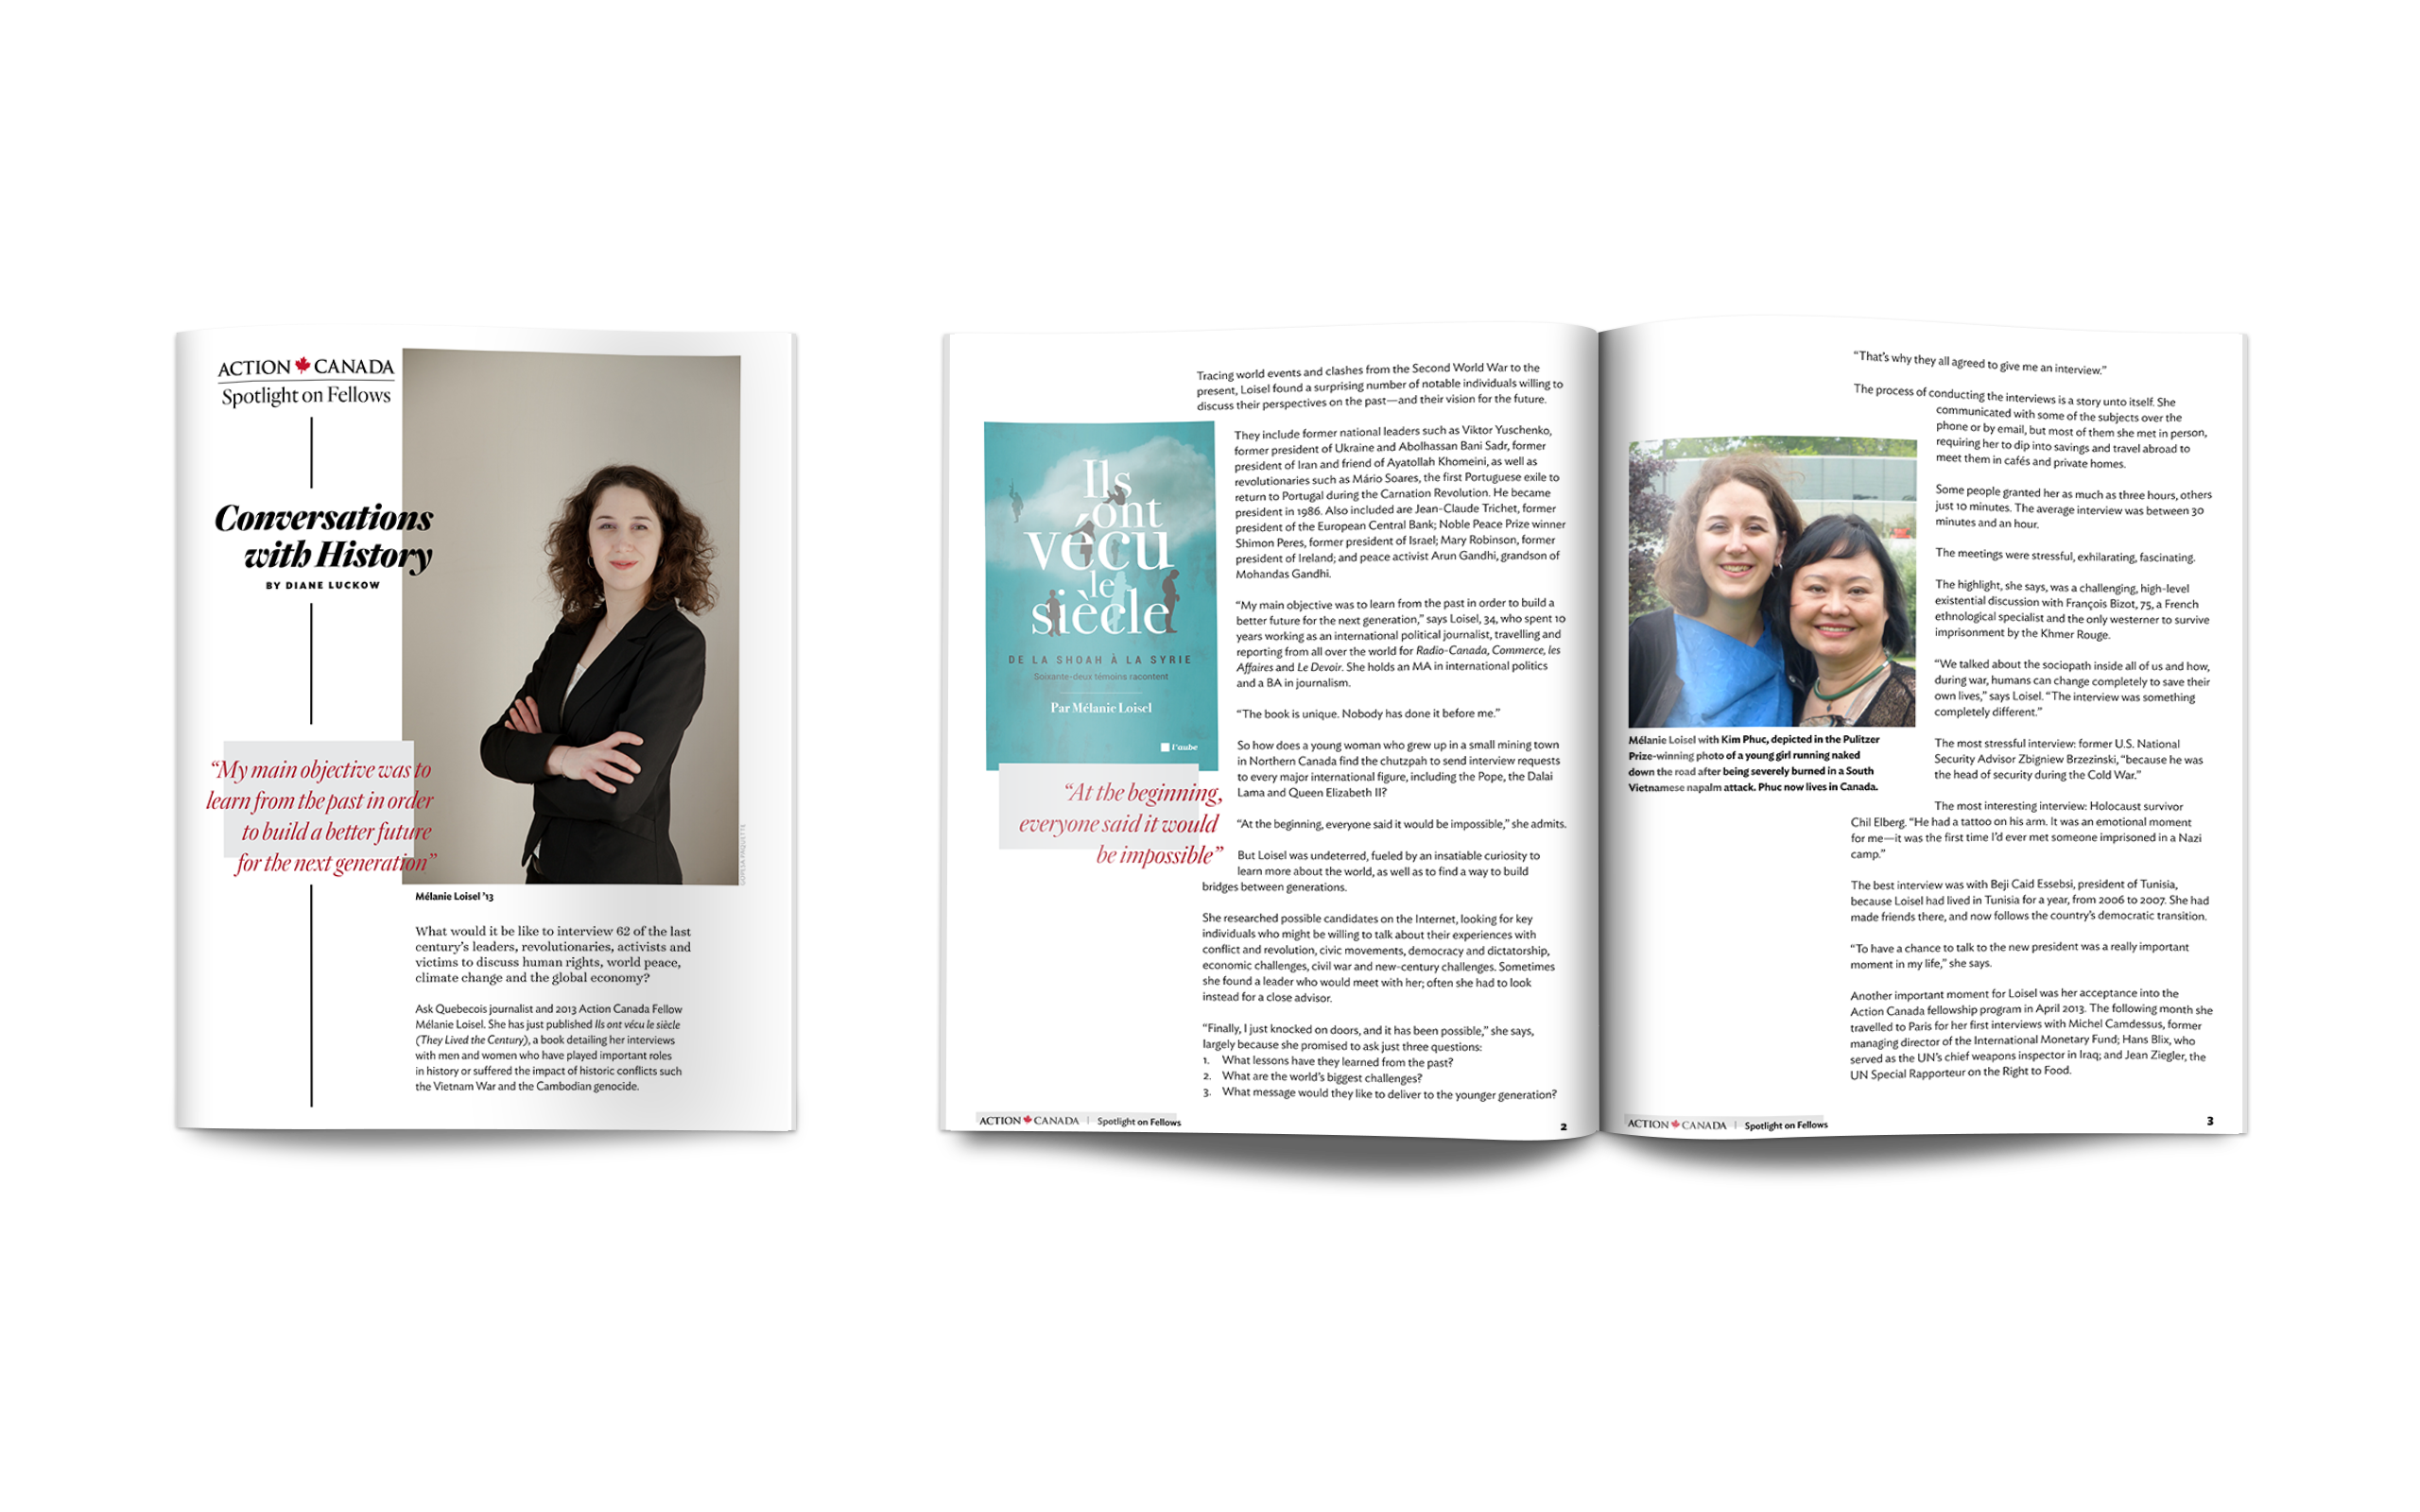 ACTION CANADA
Spotlight on Fellows
Conversations
with History
BY DIANE LUCKOW
“My main objective was to
learn from the past in order
to build a better future
for the next generation”
Mélanie Loisel ’13
What would it be like to interview 62 of the last
century’s leaders, revolutionaries, activists and
victims to discuss human rights, world peace,
climate change and the global economy?
Ask Quebecois journalist and 2013 Action Canada Fellow
Mélanie Loisel. She has just published Ils ont vécu le siècle
(They Lived the Century), a book detailing her interviews
with men and women who have played important roles
in history or suffered the impact of historic conflicts such
the Vietnam War and the Cambodian genocide.
Tracing world events and clashes from the Second World War to the
present, Loisel found a surprising number of notable individuals willing to
discuss their perspectives on the past—and their vision for the future.
Ils
ont
vécu
le
siècle
DE LA SHOAH À LA SYRIE
Soixante-deux témoins racontent
Par Mélanie Loisel
l’aube
“At the beginning,
everyone said it would
be impossible”
They include former national leaders such as Viktor Yuschenko,
former president of Ukraine and Abolhassan Bani Sadr, former
president of Iran and friend of Ayatollah Khomeini, as well as
revolutionaries such as Mário Soares, the first Portuguese exile to
return to Portugal during the Carnation Revolution. He became
president in 1986. Also included are Jean-Claude Trichet, former
president of the European Central Bank; Noble Peace Prize winner
Shimon Peres, former president of Israel; Mary Robinson, former
president of Ireland; and peace activist Arun Gandhi, grandson of
Mohandas Gandhi.
“My main objective was to learn from the past in order to build a
better future for the next generation,” says Loisel, 34, who spent 10
years working as an international political journalist, travelling and
reporting from all over the world for Radio-Canada, Commerce, les
Affaires and Le Devoir. She holds an MA in international politics
and a BA in journalism.
“The book is unique. Nobody has done it before me.”
So how does a young woman who grew up in a small mining town
in Northern Canada find the chutzpah to send interview requests
to every major international figure, including the Pope, the Dalai
Lama and Queen Elizabeth II?
“At the beginning, everyone said it would be impossible,” she admits.
But Loisel was undeterred, fueled by an insatiable curiosity to
learn more about the world, as well as to find a way to build
bridges between generations.
She researched possible candidates on the Internet, looking for key
individuals who might be willing to talk about their experiences with
conflict and revolution, civic movements, democracy and dictatorship,
economic challenges, civil war and new-century challenges. Sometimes
she found a leader who would meet with her; often she had to look
instead for a close advisor.
“Finally, I just knocked on doors, and it has been possible,” she says,
largely because she promised to ask just three questions:
1. What lessons have they learned from the past?
2. What are the world’s biggest challenges?
3. What message would they like to deliver to the younger generation?
ACTION CANADA | Spotlight on Fellows
2
“That’s why they all agreed to give me an interview.”
The process of conducting the interviews is a story unto itself. She
communicated with some of the subjects over the
phone or by email, but most of them she met in person,
requiring her to dip into savings and travel abroad to
meet them in cafés and private homes.
Some people granted her as much as three hours, others
just 10 minutes. The average interview was between 30
minutes and an hour.
The meetings were stressful, exhilarating, fascinating.
The highlight, she says, was a challenging, high-level
existential discussion with François Bizot, 75, a French
ethnological specialist and the only westerner to survive
imprisonment by the Khmer Rouge.
“We talked about the sociopath inside all of us and how,
during war, humans can change completely to save their
own lives,” says Loisel. “The interview was something
completely different.”
The most stressful interview: former U.S. National
Security Advisor Zbigniew Brzezinski, “because he was
the head of security during the Cold War.”
Mélanie Loisel with Kim Phuc, depicted in the Pulitzer
Prize-winning photo of a young girl running naked
down the road after being severely burned in a South
Vietnamese napalm attack. Phuc now lives in Canada.
The most interesting interview: Holocaust survivor
Chil Elberg. “He had a tattoo on his arm. It was an emotional moment
for me—it was the first time I’d ever met someone imprisoned in a Nazi
camp.”
The best interview was with Beji Caid Essebsi, president of Tunisia,
because Loisel had lived in Tunisia for a year, from 2006 to 2007. She had
made friends there, and now follows the country’s democratic transition.
“To have a chance to talk to the new president was a really important
moment in my life,” she says.
Another important moment for Loisel was her acceptance into the
Action Canada fellowship program in April 2013. The following month she
travelled to Paris for her first interviews with Michel Camdessus, former
managing director of the International Monetary Fund; Hans Blix, who
served as the UN’s chief weapons inspector in Iraq; and Jean Ziegler, the
UN Special Rapporteur on the Right to Food.
ACTION CANADA | Spotlight on Fellows
3